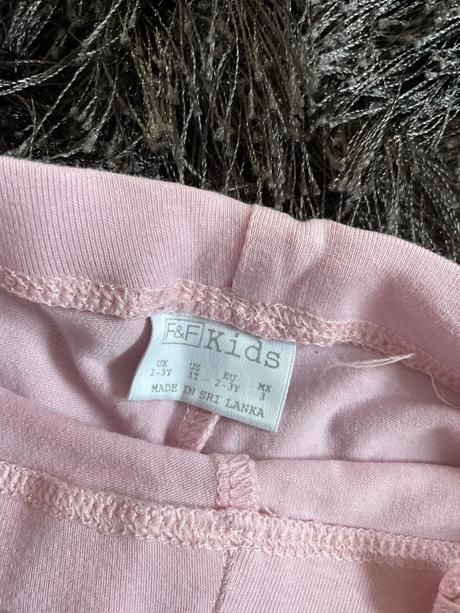 F&F Kids
UK US EU MX
2-3Y 3T 2-3Y 3
MADE IN SRI LANKA